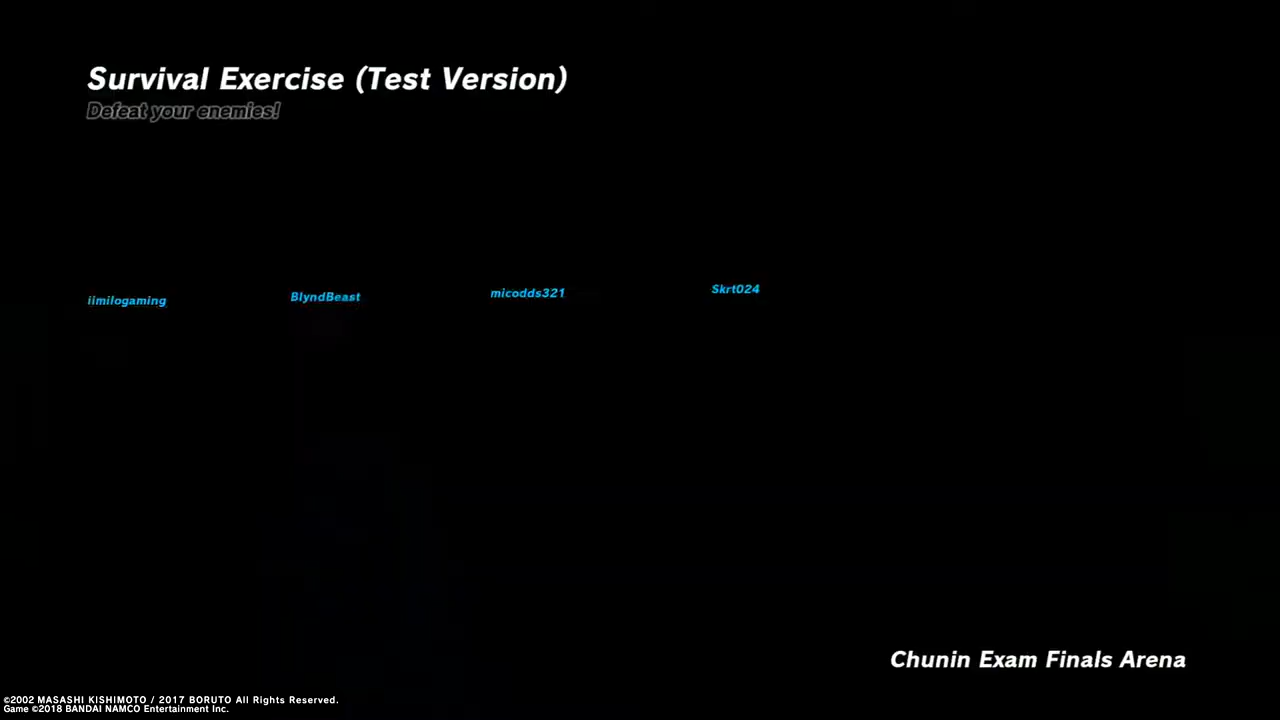 Survival Exercise (Test Version)
Defeat your enemies!
iimilogaming
BlyndBeast
micodds321
Skrt024
Chunin Exam Finals Arena
©2002 MASASHI KISHIMOTO / 2017 BORUTO All Rights Reserved.
Game ©2018 BANDAI NAMCO Entertainment Inc.